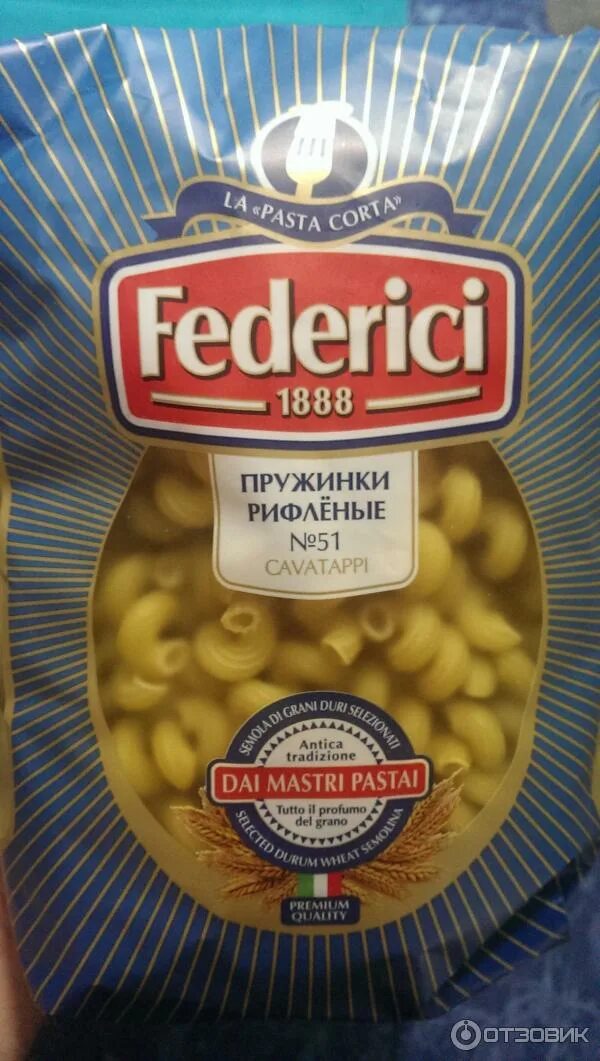 LA «PASTA CORTA»
Federici
1888
ПРУЖИНКИ
РИФЛЁНЫЕ
№51
CAVATAPPI
SEMOLA DI GRANI DURI SELEZIONATI
Antica
tradizione
DAI MASTRI PASTAI
Tutto il profumo
del grano
SELECTED DURUM WHEAT SEMOLINA
PREMIUM
QUALITY
ОТЗОВИК